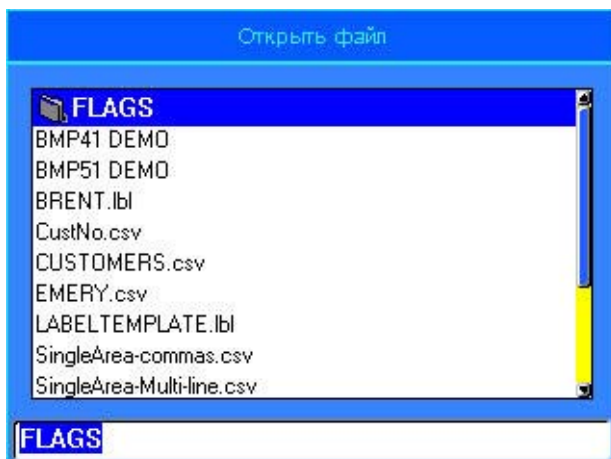 Открыть файл
FLAGS
BMP41 DEMO
BMP51 DEMO
BRENT.lbl
CustNo.csv
CUSTOMERS.csv
EMERY.csv
LABELTEMPLATE.lbl
SingleArea-commas.csv
SingleArea-Multi-line.csv
FLAGS